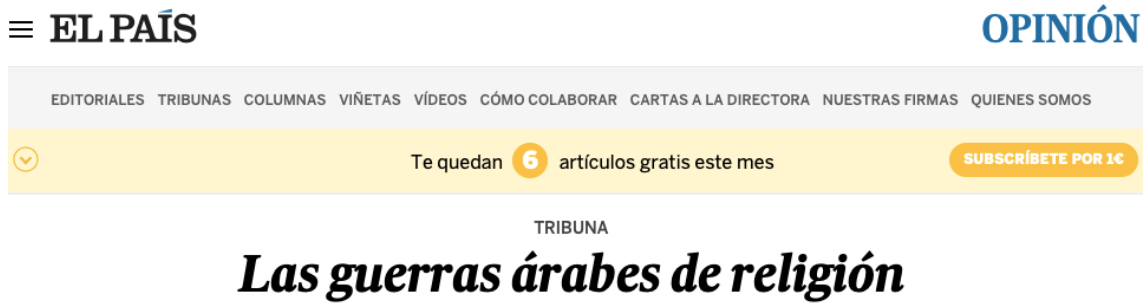 EL PAÍS
OPINIÓN
EDITORIALES TRIBUNAS COLUMNAS VIÑETAS VÍDEOS CÓMO COLABORAR CARTAS A LA DIRECTORA NUESTRAS FIRMAS QUIENES SOMOS
Te quedan 6 artículos gratis este mes
SUBSCRÍBETE POR 1€
TRIBUNA
Las guerras árabes de religión